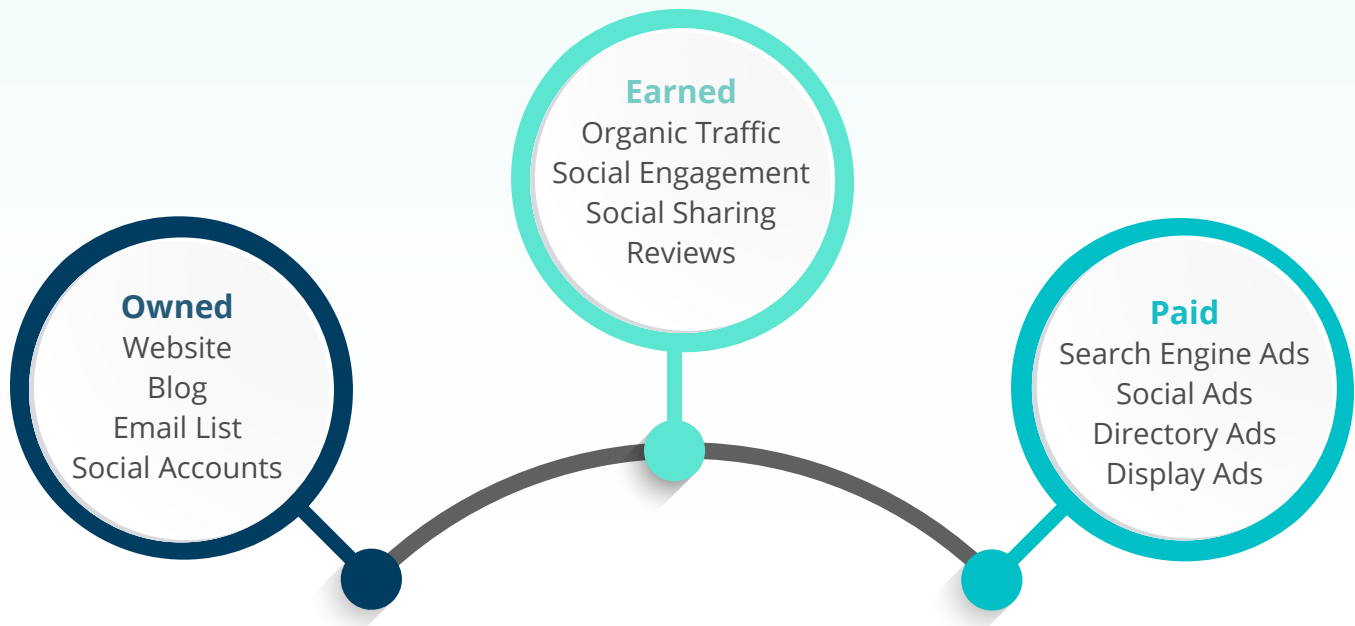 Owned
Website
Blog
Email List
Social Accounts
Earned
Organic Traffic
Social Engagement
Social Sharing
Reviews
Paid
Search Engine Ads
Social Ads
Directory Ads
Display Ads